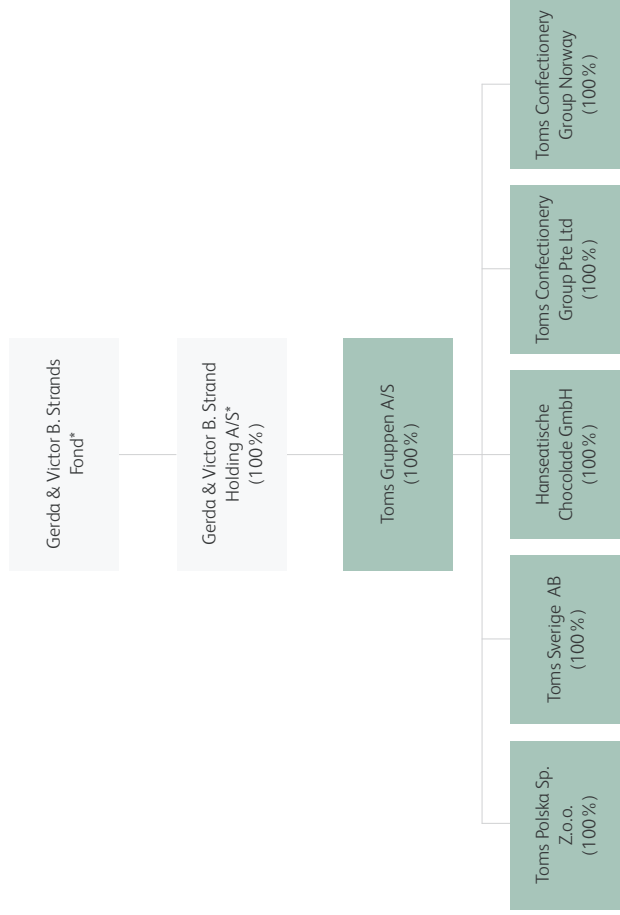 Gerda & Victor B. Strands
Fond*
Gerda & Victor B. Strand
Holding A/S*
(100%)
Toms Gruppen A/S
(100%)
Toms Polska Sp.
Z.o.o.
(100%)
Toms Sverige AB
(100%)
Hanseatische
Chocolade GmbH
(100%)
Toms Confectionery
Group Pte Ltd
(100%)
Toms Confectionery
Group Norway
(100%)